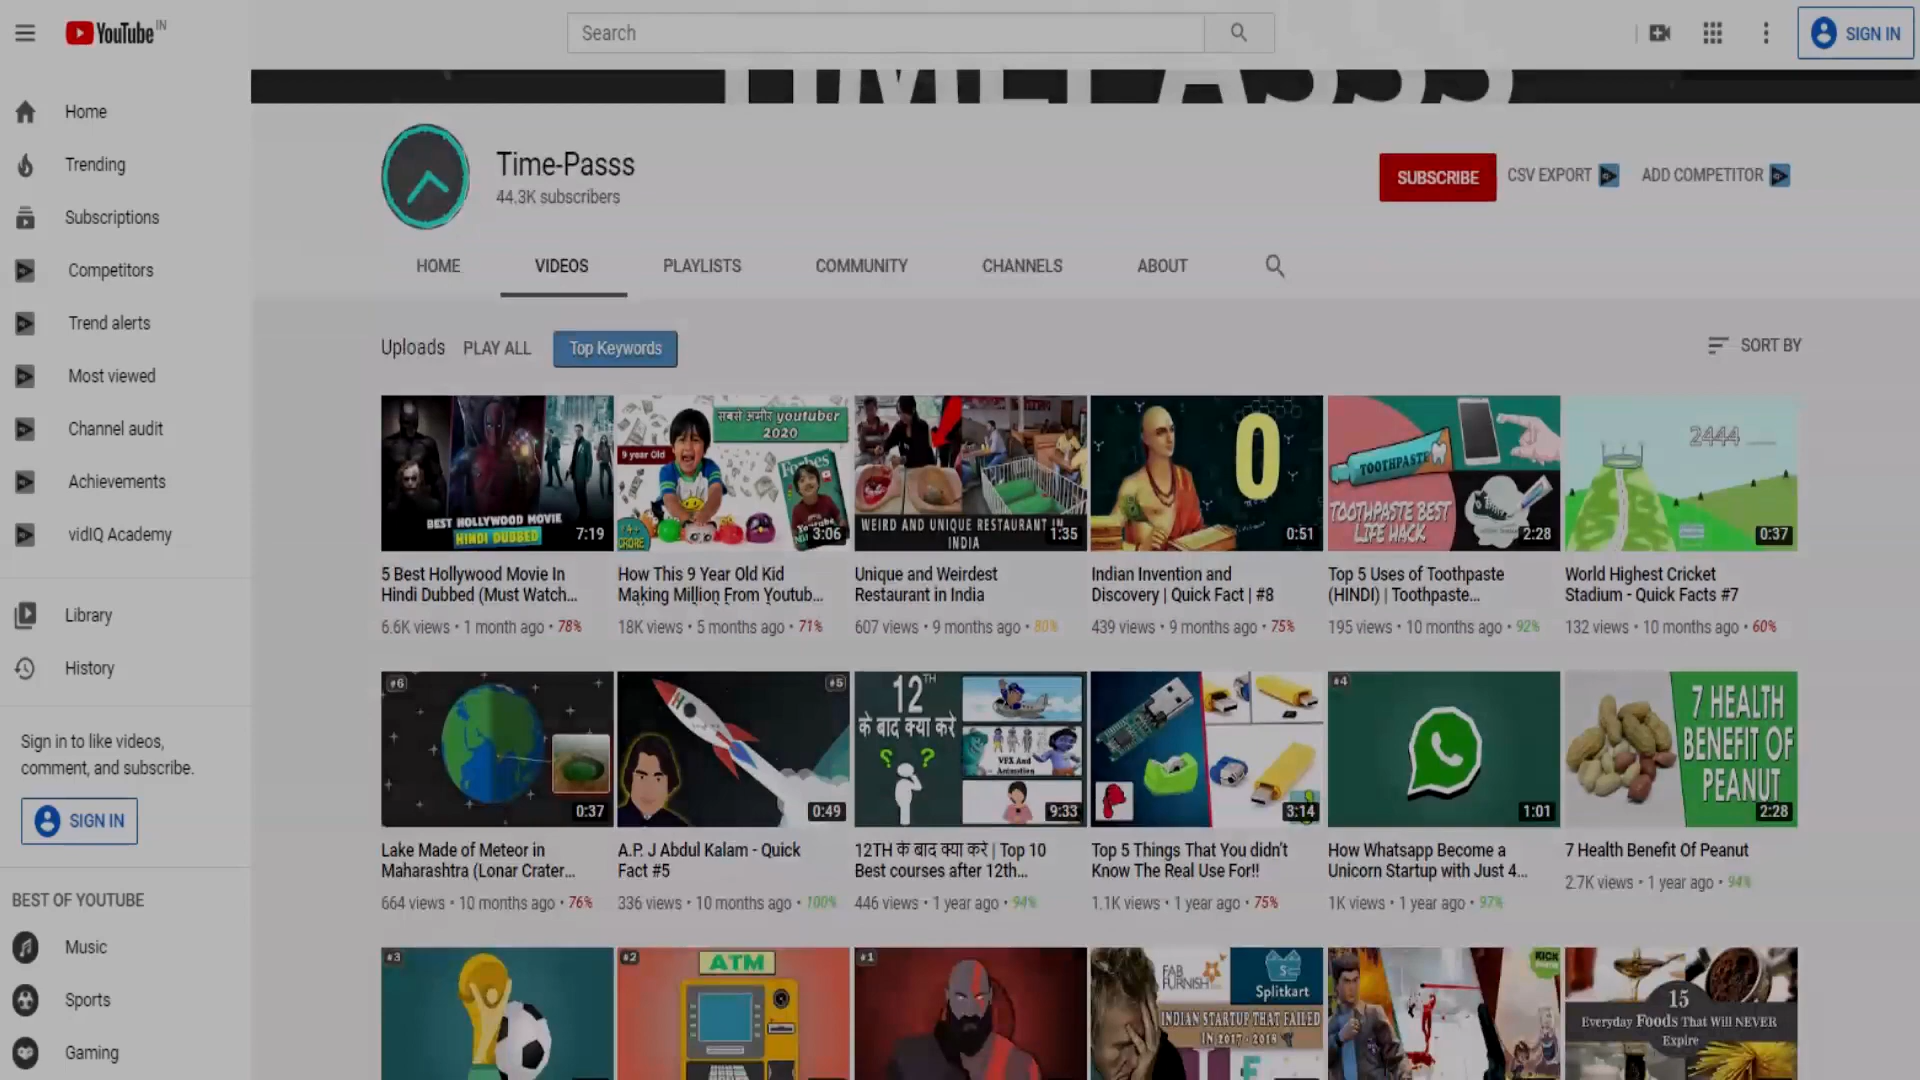 YouTube IN
Search
SIGN IN
Home
Trending
Subscriptions
Competitors
Trend alerts
Most viewed
Channel audit
Achievements
vidIQ Academy
Library
History
Sign in to like videos,
comment, and subscribe.
SIGN IN
BEST OF YOUTUBE
Music
Sports
Gaming
TIMEPASSS
Time-Passs
44.3K subscribers
SUBSCRIBE
CSV EXPORT
ADD COMPETITOR
HOME
VIDEOS
PLAYLISTS
COMMUNITY
CHANNELS
ABOUT
Uploads
PLAY ALL
Top Keywords
SORT BY
BEST HOLLYWOOD MOVIE
HINDI DUBBED
7:19
5 Best Hollywood Movie In
Hindi Dubbed (Must Watch...
6.6K views • 1 month ago • 78%
सबसे अमीर youtuber
2020
9 year Old
Forbes
CRORE
3:06
How This 9 Year Old Kid
Making Million From Youtub...
18K views • 5 months ago • 71%
WEIRD AND UNIQUE RESTAURANT IN
INDIA
1:35
Unique and Weirdest
Restaurant in India
607 views • 9 months ago • 80%
0
0:51
Indian Invention and
Discovery | Quick Fact | #8
439 views • 9 months ago • 75%
TOOTHPASTE
TOOTHPASTE BEST
LIFE HACK
2:28
Top 5 Uses of Toothpaste
(HINDI) | Toothpaste...
195 views • 10 months ago • 92%
2444
0:37
World Highest Cricket
Stadium - Quick Facts #7
132 views • 10 months ago • 60%
#6
0:37
Lake Made of Meteor in
Maharashtra (Lonar Crater...
664 views • 10 months ago • 76%
#5
0:49
A.P. J Abdul Kalam - Quick
Fact #5
336 views • 10 months ago • 100%
12TH
के बाद क्या करे
VFX And
Animation
9:33
12TH के बाद क्या करे | Top 10
Best courses after 12th...
446 views • 1 year ago • 94%
3:14
Top 5 Things That You didn't
Know The Real Use For!!
1.1K views • 1 year ago • 75%
#4
1:01
How Whatsapp Become a
Unicorn Startup with Just 4...
1K views • 1 year ago • 97%
7 HEALTH
BENEFIT OF
PEANUT
2:28
7 Health Benefit Of Peanut
2.7K views • 1 year ago • 94%
#3
#2
ATM
#1
FAB
FURNISH
Splitkart
INDIAN STARTUP THAT FAILED
IN 2017-2018
KICK
15
Everyday Foods That Will NEVER
Expire